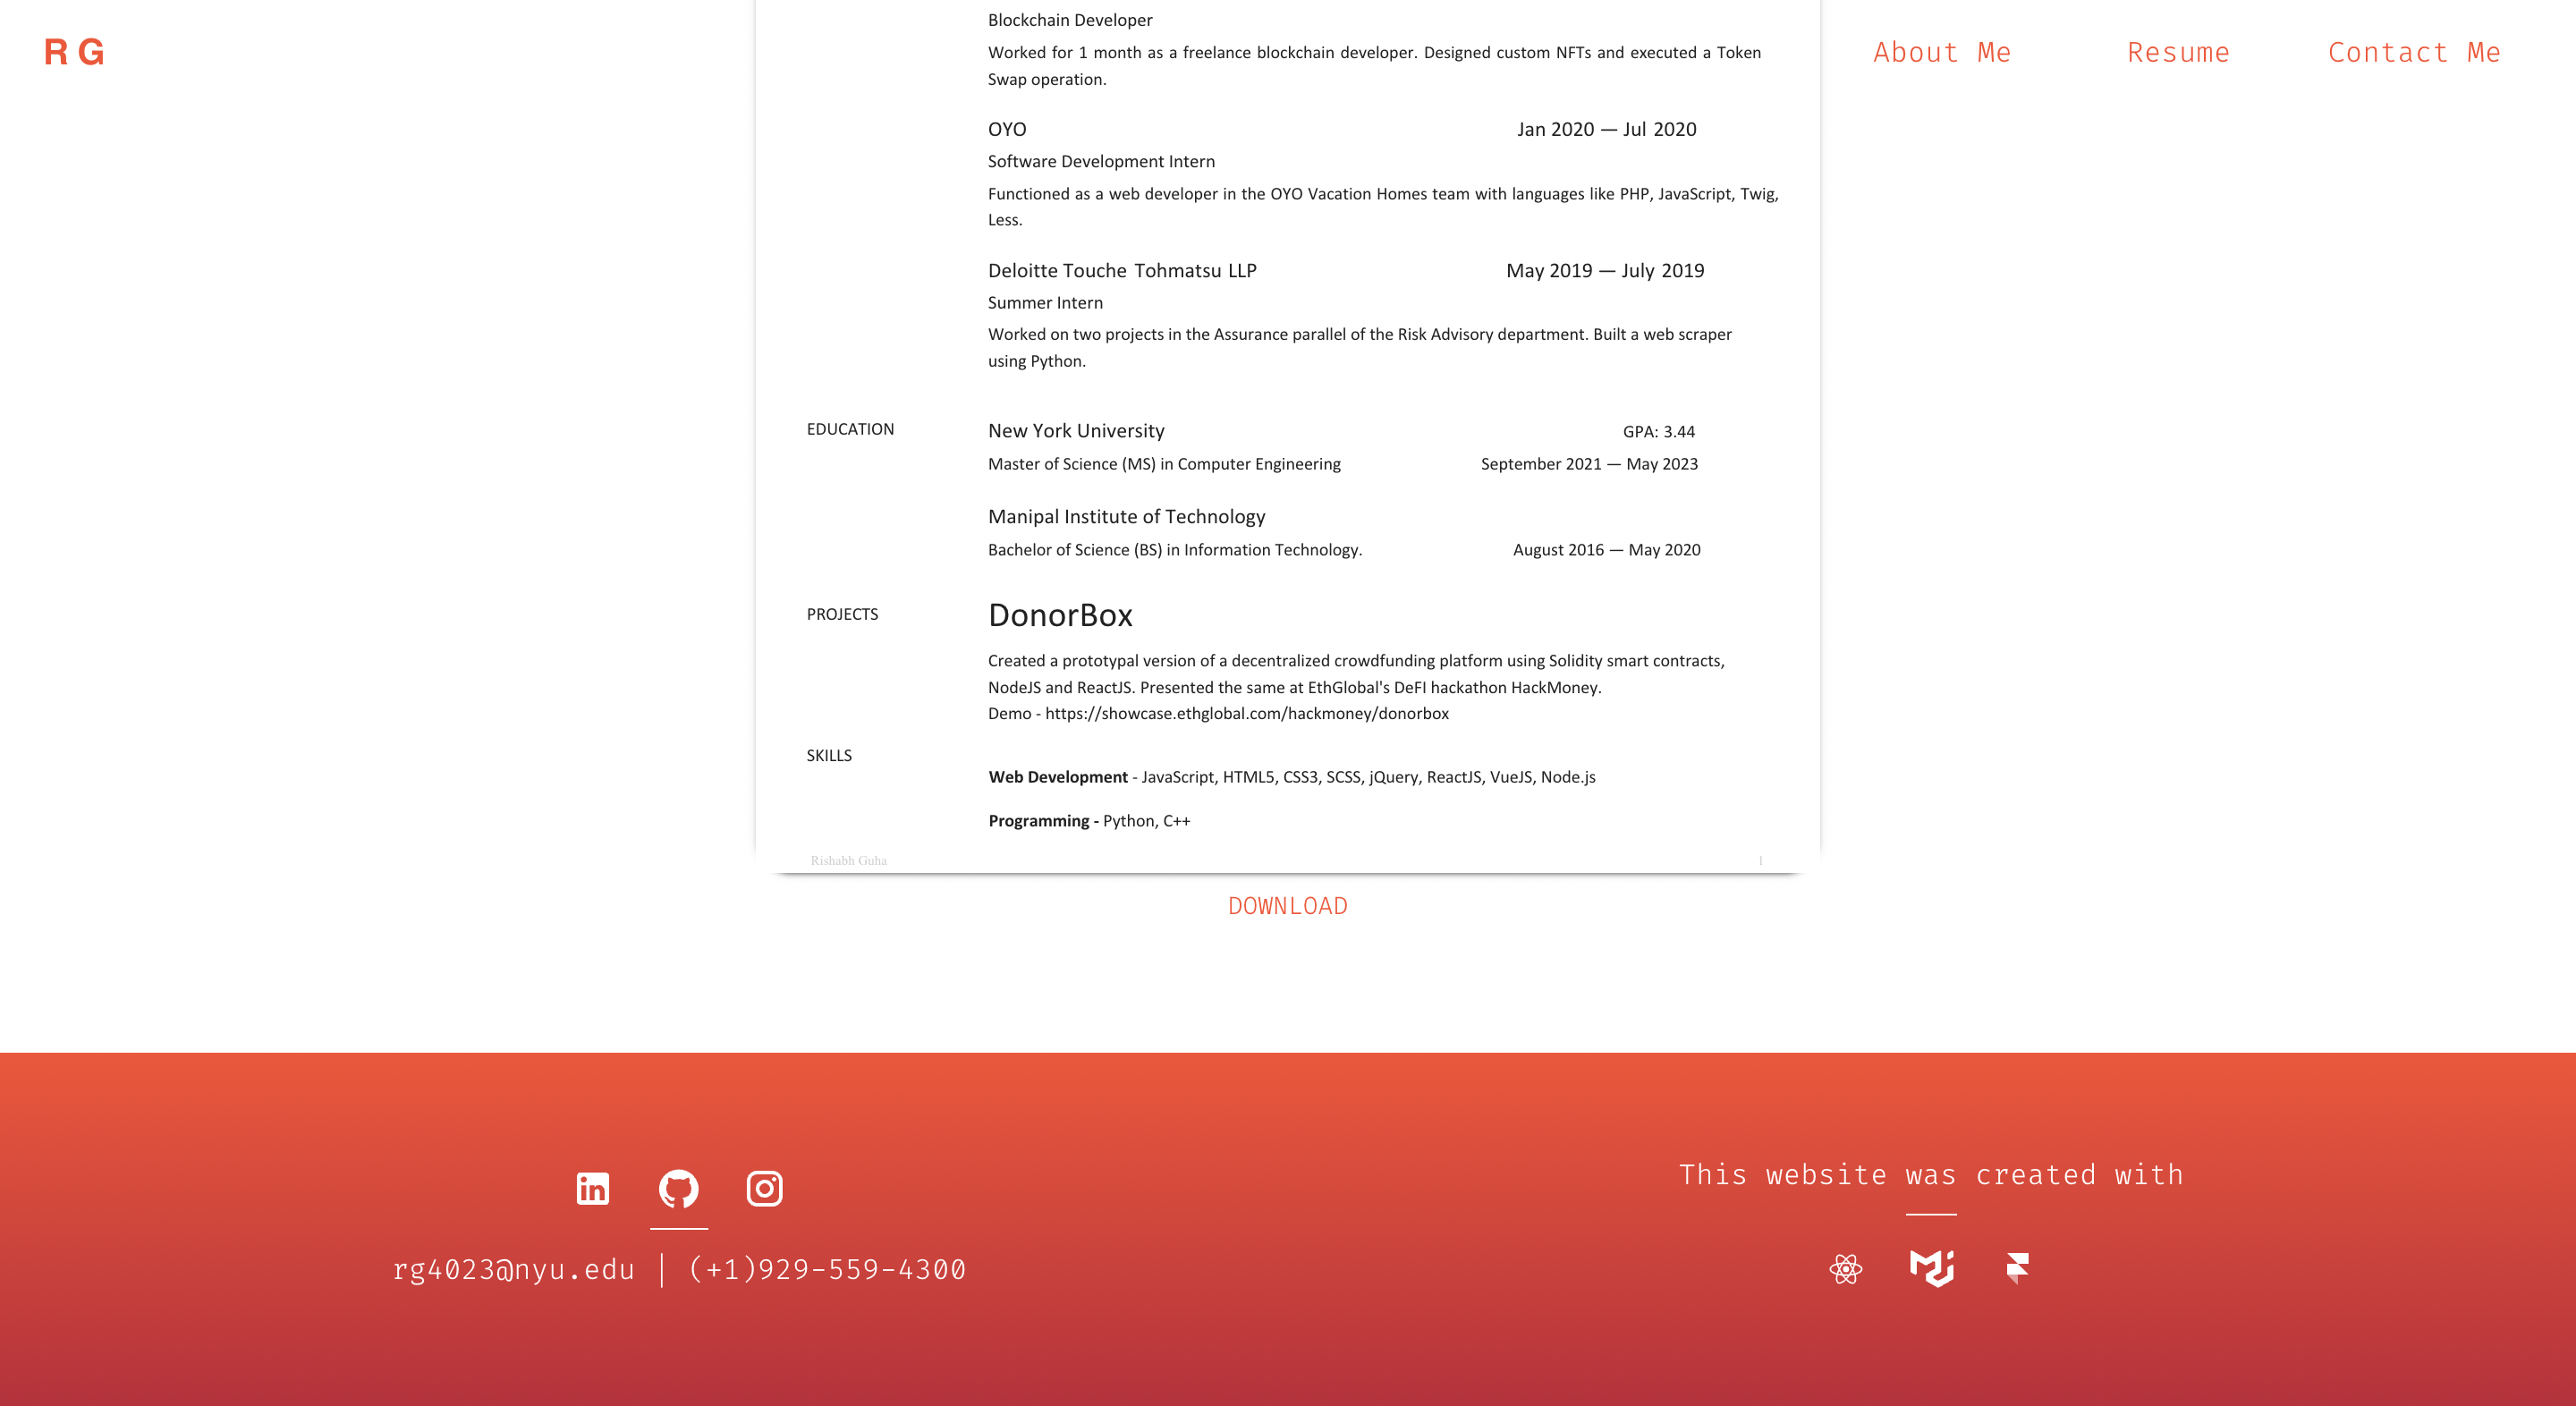 R G
About Me
Resume
Contact Me
Blockchain Developer
Worked for 1 month as a freelance blockchain developer. Designed custom NFTs and executed a Token
Swap operation.
OYO Jan 2020 — Jul 2020
Software Development Intern
Functioned as a web developer in the OYO Vacation Homes team with languages like PHP, JavaScript, Twig,
Less.
Deloitte Touche Tohmatsu LLP May 2019 — July 2019
Summer Intern
Worked on two projects in the Assurance parallel of the Risk Advisory department. Built a web scraper
using Python.
EDUCATION New York University GPA: 3.44
Master of Science (MS) in Computer Engineering September 2021 — May 2023
Manipal Institute of Technology
Bachelor of Science (BS) in Information Technology. August 2016 — May 2020
PROJECTS DonorBox
Created a prototypal version of a decentralized crowdfunding platform using Solidity smart contracts,
NodeJS and ReactJS. Presented the same at EthGlobal's DeFI hackathon HackMoney.
Demo - https://showcase.ethglobal.com/hackmoney/donorbox
SKILLS
Web Development - JavaScript, HTML5, CSS3, SCSS, jQuery, ReactJS, VueJS, Node.js
Programming - Python, C++
Rishabh Guha 1
DOWNLOAD
This website was created with
rg4023@nyu.edu | (+1)929-559-4300